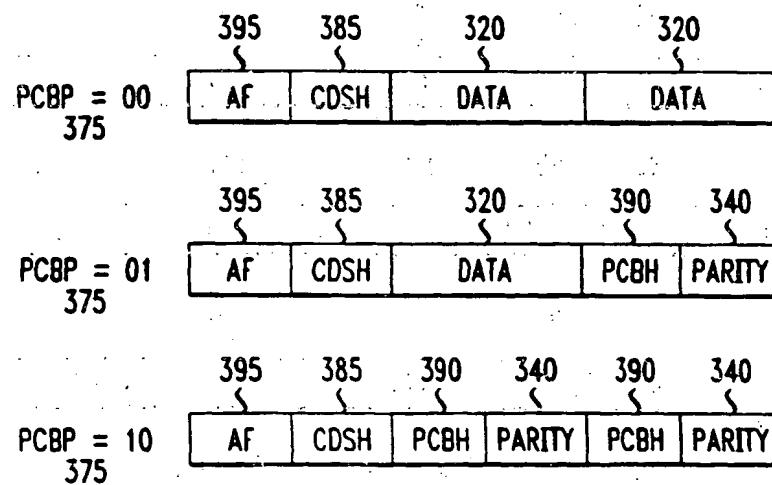 395 385 320 320
PCBP = 00 AF CDSH DATA DATA
375
395 385 320 390 340
PCBP = 01 AF CDSH DATA PCBH PARITY
375
395 385 390 340 390 340
PCBP = 10 AF CDSH PCBH PARITY PCBH PARITY
375